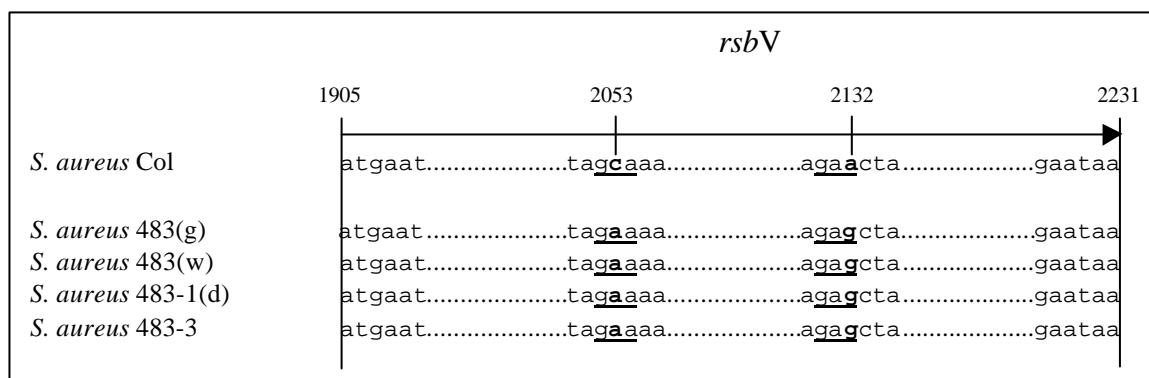 rsbV
1905 2053 2132 2231
S. aureus Col atgaat..................tagcaaa.....................agaacta....................gaataa
S. aureus 483(g) atgaat..................tagaaaa.....................agagcta....................gaataa
S. aureus 483(w) atgaat..................tagaaaa.....................agagcta....................gaataa
S. aureus 483-1(d) atgaat..................tagaaaa.....................agagcta....................gaataa
S. aureus 483-3 atgaat..................tagaaaa.....................agagcta....................gaataa